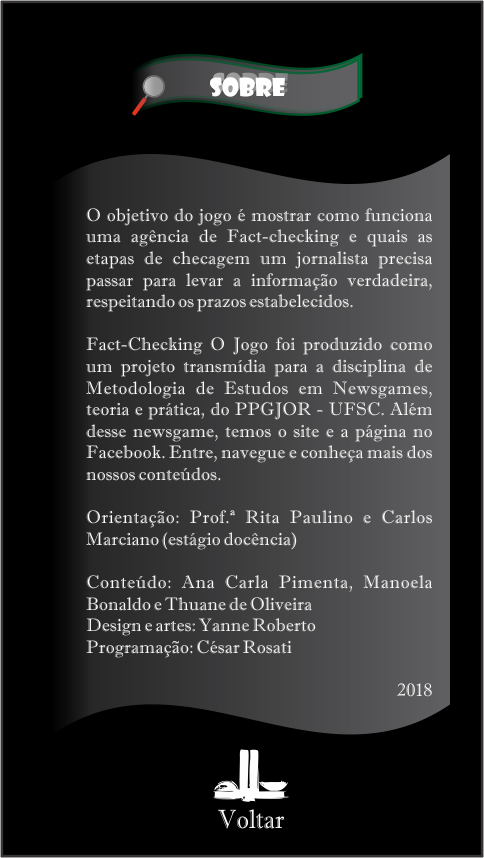 SOBRE
O objetivo do jogo é mostrar como funciona
uma agência de Fact-checking e quais as
etapas de checagem um jornalista precisa
passar para levar a informação verdadeira,
respeitando os prazos estabelecidos.
Fact-Checking O Jogo foi produzido como
um projeto transmídia para a disciplina de
Metodologia de Estudos em Newsgames,
teoria e prática, do PPGJOR - UFSC. Além
desse newsgame, temos o site e a página no
Facebook. Entre, navegue e conheça mais dos
nossos conteúdos.
Orientação: Prof.ª Rita Paulino e Carlos
Marciano (estágio docência)
Conteúdo: Ana Carla Pimenta, Manoela
Bonaldo e Thuane de Oliveira
Design e artes: Yanne Roberto
Programação: César Rosati
2018
Voltar